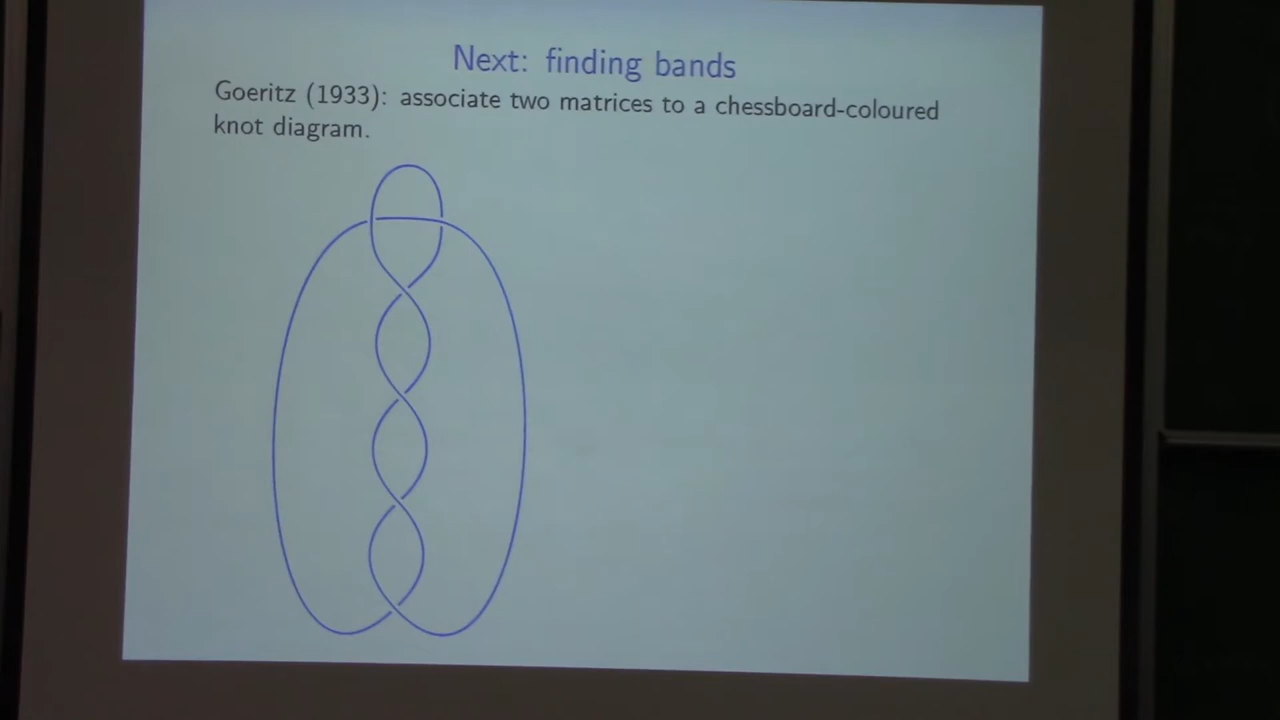 Next: finding bands
Goeritz (1933): associate two matrices to a chessboard-coloured
knot diagram.